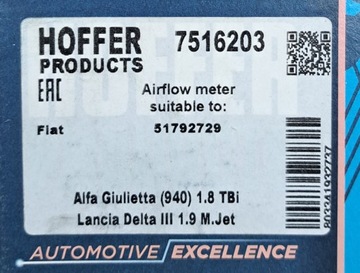 HOFFER 7516203
PRODUCTS
EAC Airflow meter
suitable to:
Fiat 51792729
Alfa Giulietta (940) 1.8 TBi
Lancia Delta III 1.9 M.Jet
AUTOMOTIVE EXCELLENCE
8033419327327